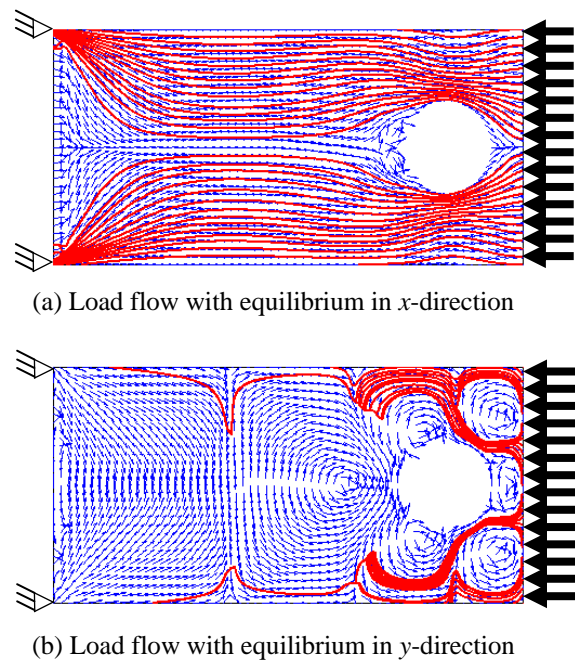 (a) Load flow with equilibrium in x-direction
(b) Load flow with equilibrium in y-direction